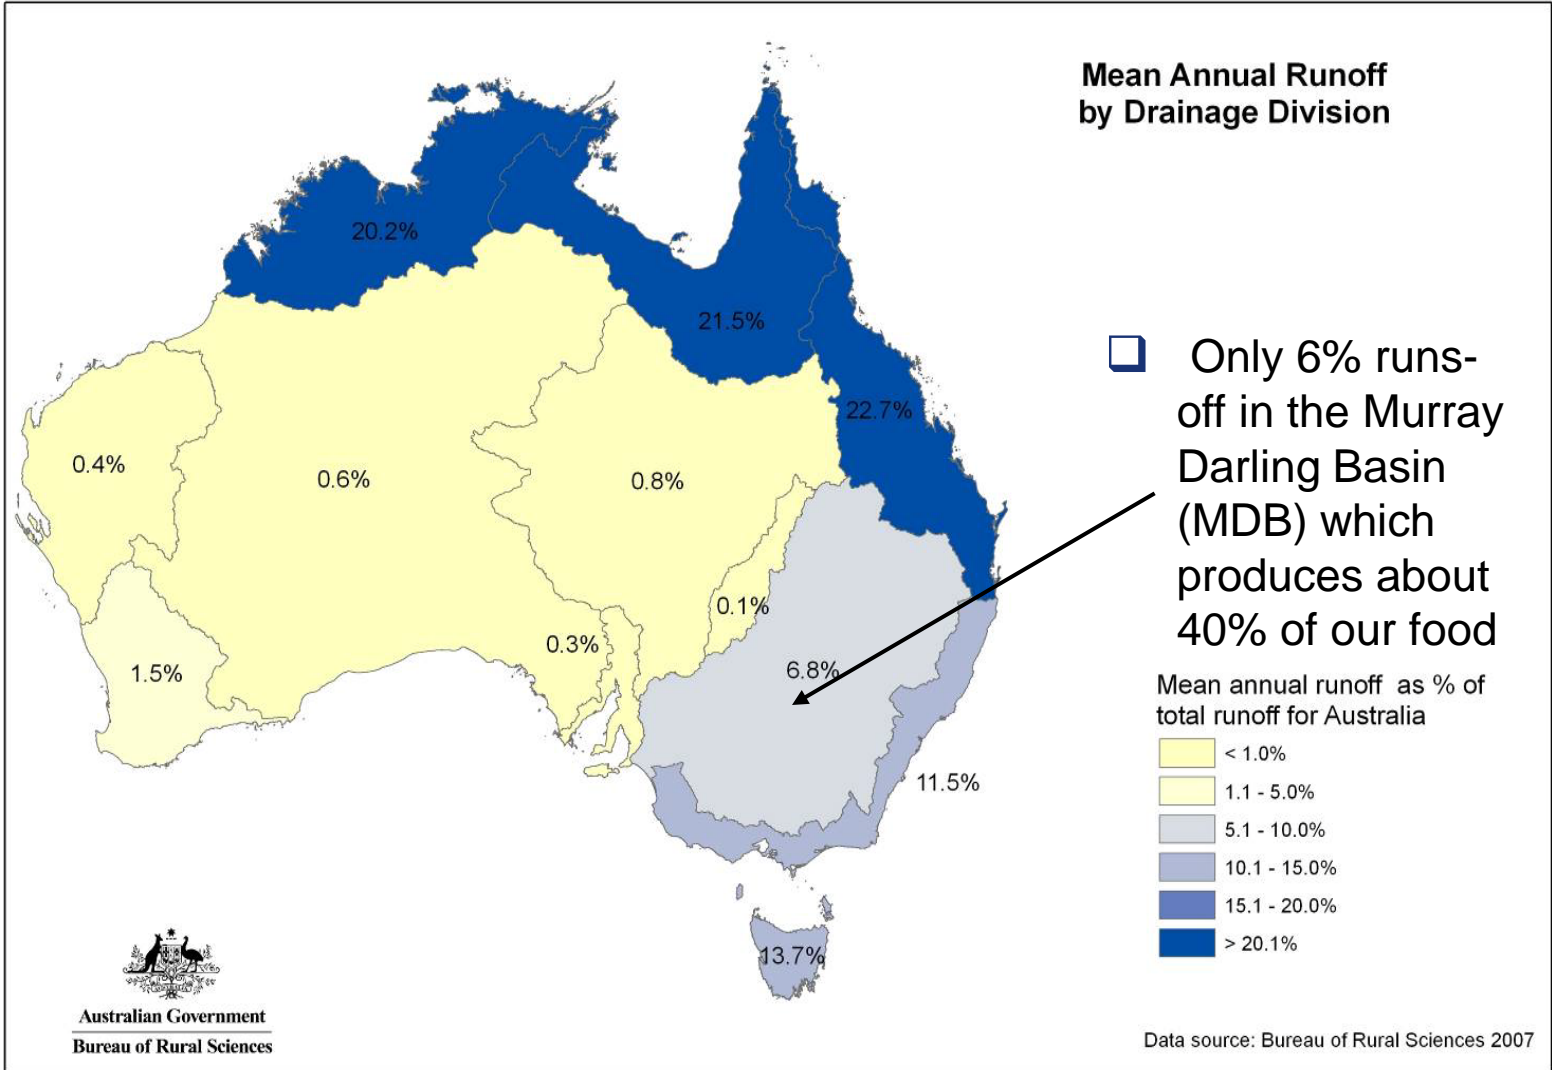 Mean Annual Runoff
by Drainage Division
20.2%
21.5%
22.7%
0.4%
0.6%
0.8%
0.1%
0.3%
1.5%
6.8%
11.5%
13.7%
❑ Only 6% runs-
off in the Murray
Darling Basin
(MDB) which
produces about
40% of our food
Mean annual runoff as % of
total runoff for Australia
< 1.0%
1.1 - 5.0%
5.1 - 10.0%
10.1 - 15.0%
15.1 - 20.0%
> 20.1%
Australian Government
Bureau of Rural Sciences
Data source: Bureau of Rural Sciences 2007